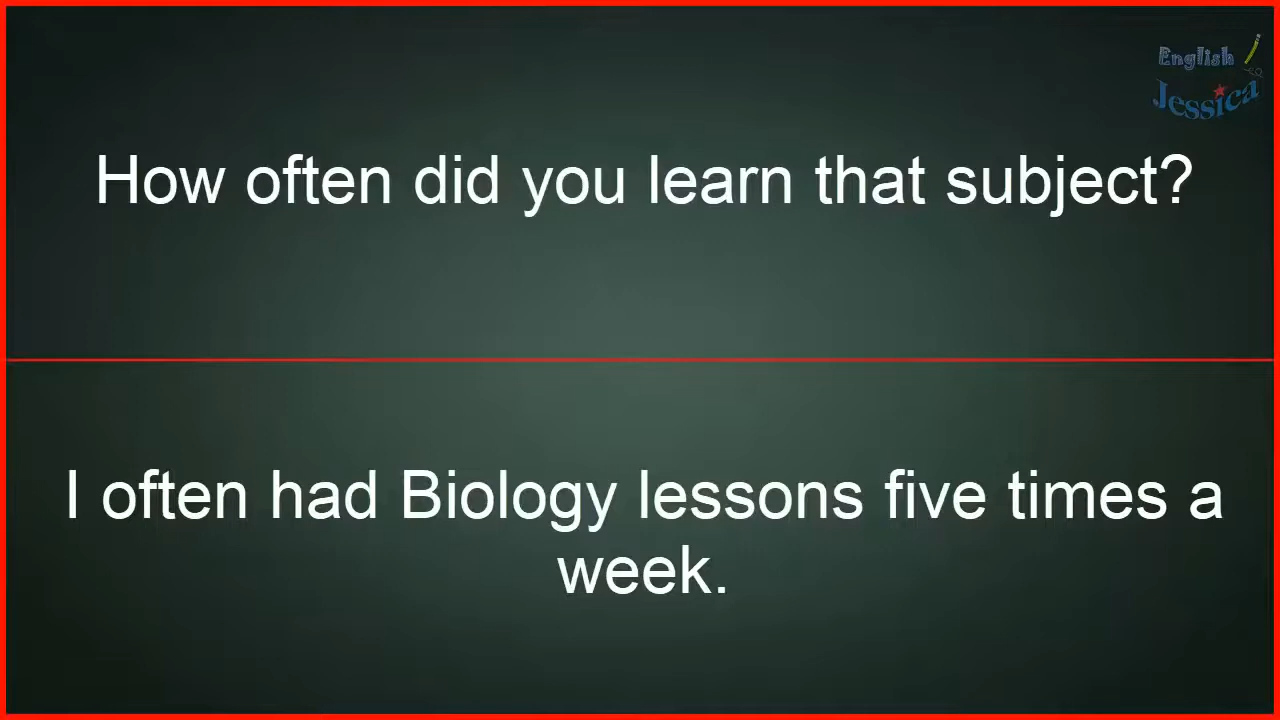 English
Jessica
How often did you learn that subject?
I often had Biology lessons five times a
week.